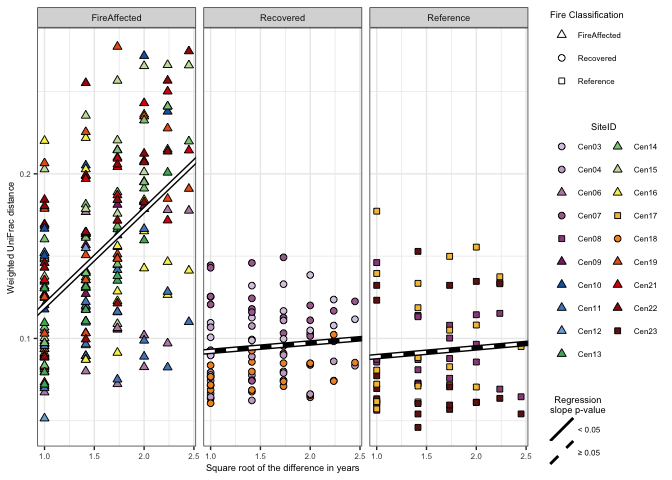 FireAffected Recovered Reference
Weighted UniFrac distance
0.2
0.1
1.0 1.5 2.0 2.5 1.0 1.5 2.0 2.5 1.0 1.5 2.0 2.5
Square root of the difference in years
Fire Classification
FireAffected
Recovered
Reference
SiteID
Cen03 Cen14
Cen04 Cen15
Cen06 Cen16
Cen07 Cen17
Cen08 Cen18
Cen09 Cen19
Cen10 Cen21
Cen11 Cen22
Cen12 Cen23
Cen13
Regression
slope p-value
< 0.05
≥ 0.05